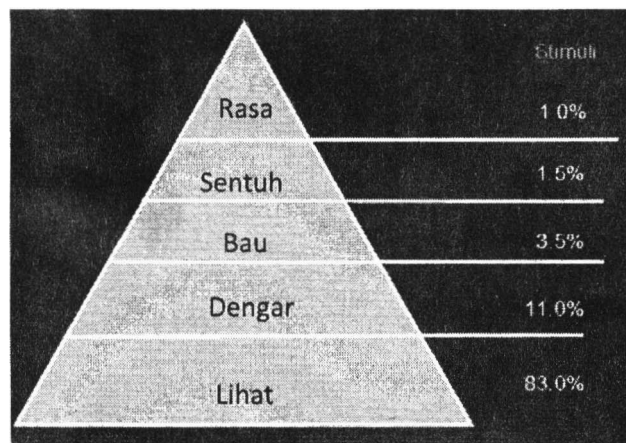 Stimuli
Rasa 1.0%
Sentuh 1.5%
Bau 3.5%
Dengar 11.0%
Lihat 83.0%